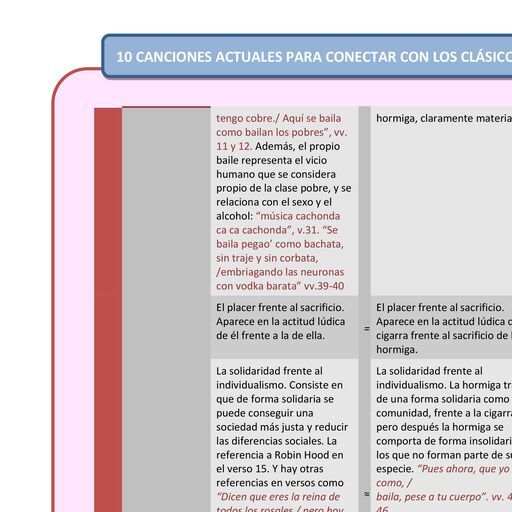 10 CANCIONES ACTUALES PARA CONECTAR CON LOS CLÁSICO
tengo cobre./ Aquí se baila
como bailan los pobres”, vv.
11 y 12. Además, el propio
baile representa el vicio
humano que se considera
propio de la clase pobre, y se
relaciona con el sexo y el
alcohol: “música cachonda
ca ca cachonda”, v.31. “Se
baila pegao’ como bachata,
sin traje y sin corbata,
/embriagando las neuronas
con vodka barata” vv.39-40
hormiga, claramente materia
El placer frente al sacrificio.
Aparece en la actitud lúdica
de él frente a la de ella.
=
El placer frente al sacrificio.
Aparece en la actitud lúdica d
cigarra frente al sacrificio de l
hormiga.
La solidaridad frente al
individualismo. Consiste en
que de forma solidaria se
puede conseguir una
sociedad más justa y reducir
las diferencias sociales. La
referencia a Robin Hood en
el verso 15. Y hay otras
referencias en versos como
“Dicen que eres la reina de
todos los rosales / pero hoy
≈
La solidaridad frente al
individualismo. La hormiga tr
de una forma solidaria como
comunidad, frente a la cigarr
pero después la hormiga se
comporta de forma insolidari
los que no forman parte de su
especie. “Pues ahora, que yo
como, /
baila, pese a tu cuerpo”. vv. 4
46